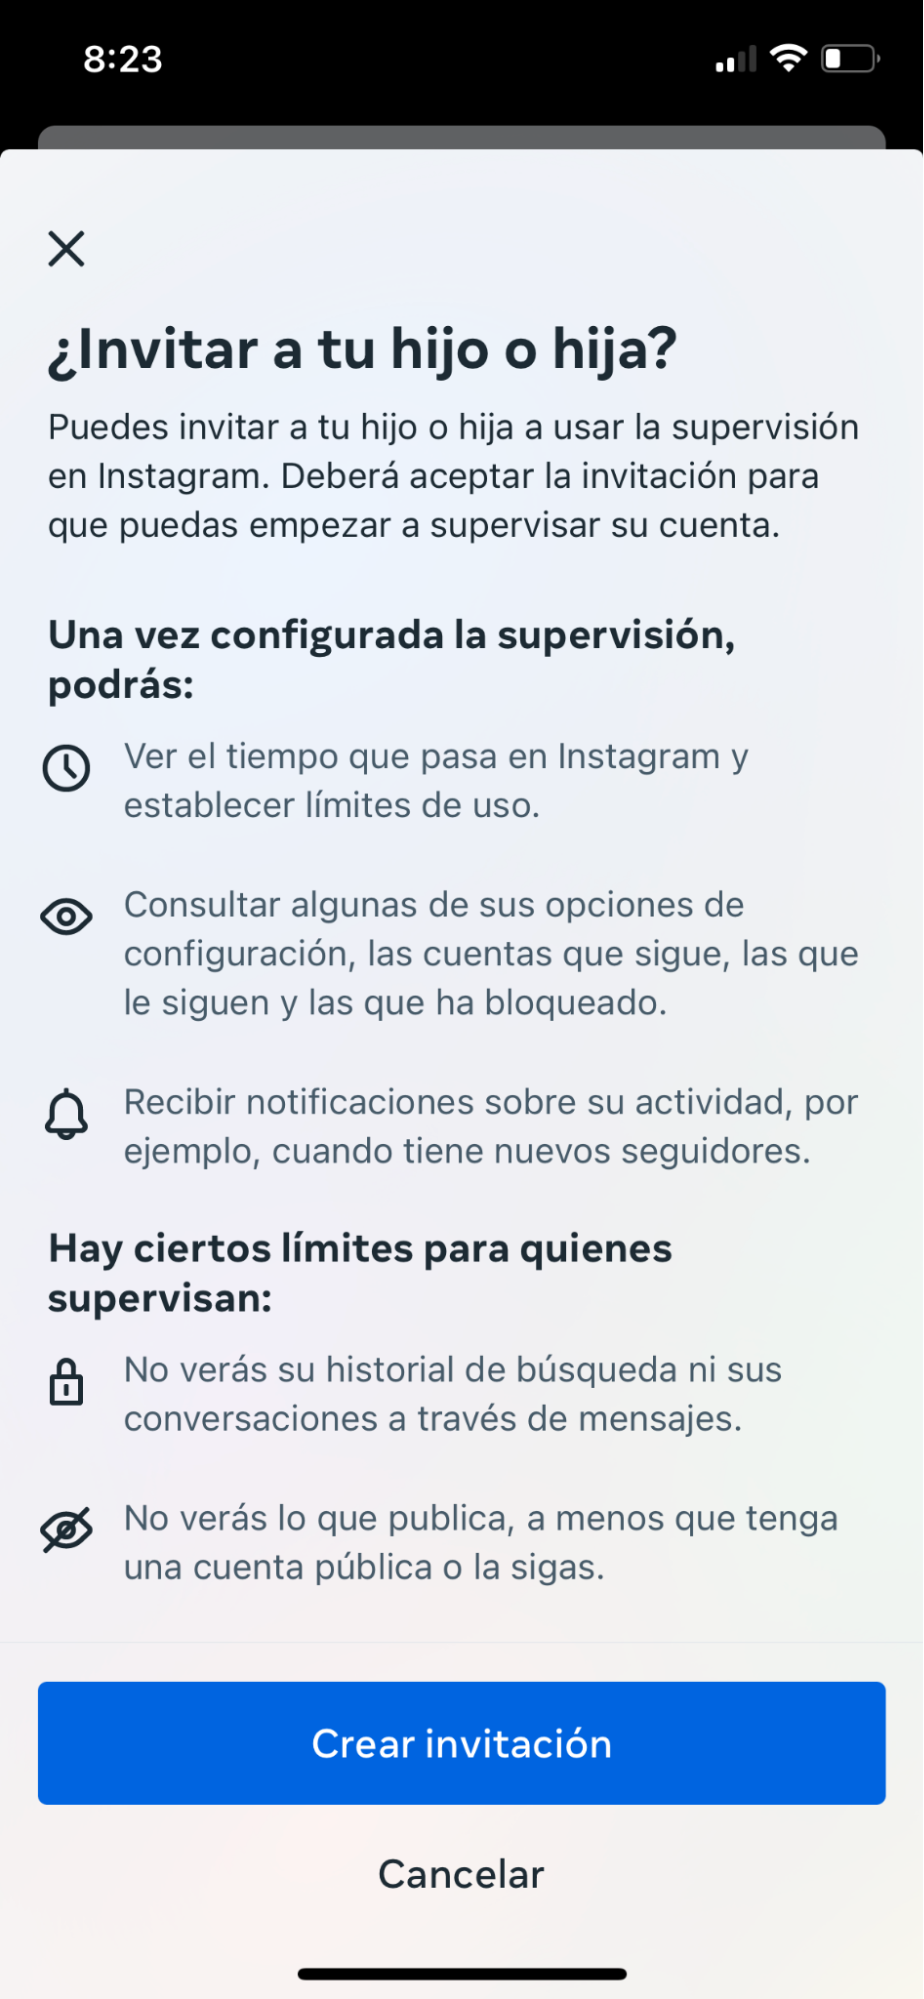 8:23
¿Invitar a tu hijo o hija?
Puedes invitar a tu hijo o hija a usar la supervisión
en Instagram. Deberá aceptar la invitación para
que puedas empezar a supervisar su cuenta.
Una vez configurada la supervisión,
podrás:
Ver el tiempo que pasa en Instagram y
establecer límites de uso.
Consultar algunas de sus opciones de
configuración, las cuentas que sigue, las que
le siguen y las que ha bloqueado.
Recibir notificaciones sobre su actividad, por
ejemplo, cuando tiene nuevos seguidores.
Hay ciertos límites para quienes
supervisan:
No verás su historial de búsqueda ni sus
conversaciones a través de mensajes.
No verás lo que publica, a menos que tenga
una cuenta pública o la sigas.
Crear invitación
Cancelar